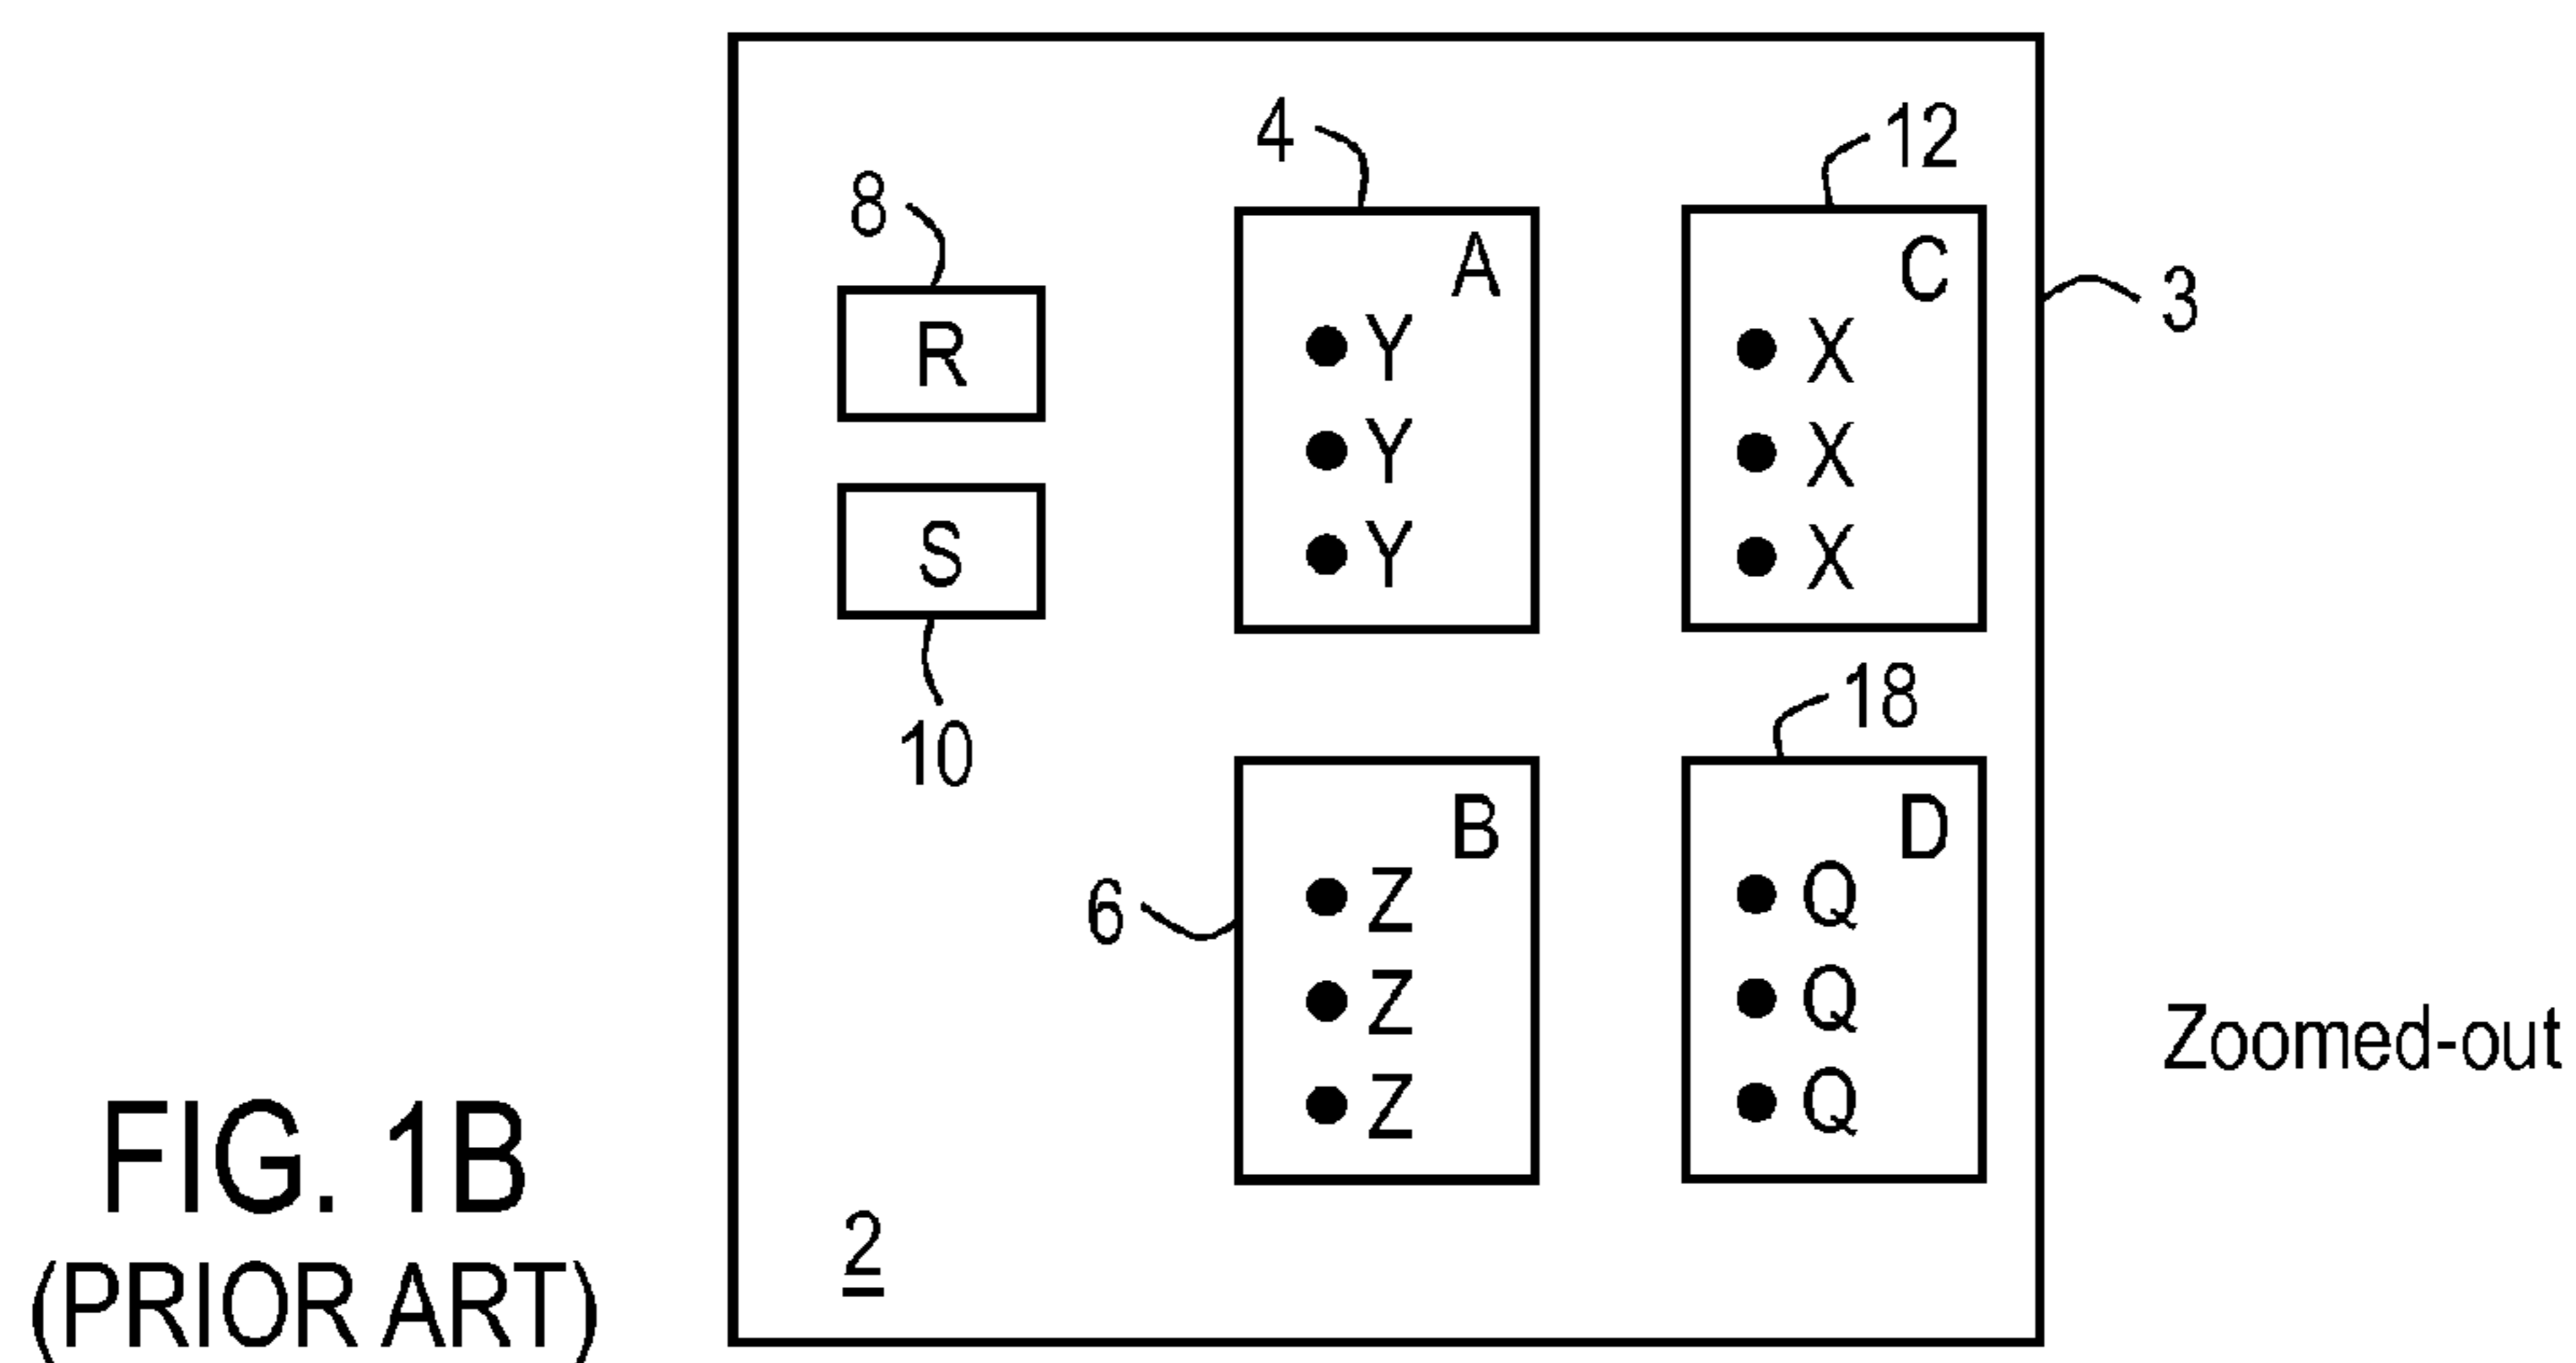 4
12
8
A
C
3
R
● Y
● X
● Y
● X
S
● Y
● X
10
18
B
D
6
● Z
● Q
● Z
● Q
Zoomed-out
● Z
● Q
FIG. 1B
2
(PRIOR ART)